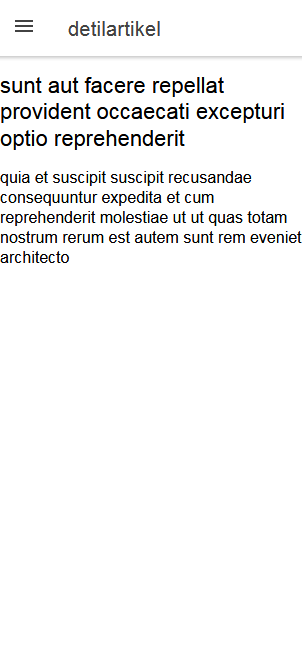 detilartikel
sunt aut facere repellat
provident occaecati excepturi
optio reprehenderit
quia et suscipit suscipit recusandae
consequuntur expedita et cum
reprehenderit molestiae ut ut quas totam
nostrum rerum est autem sunt rem eveniet
architecto